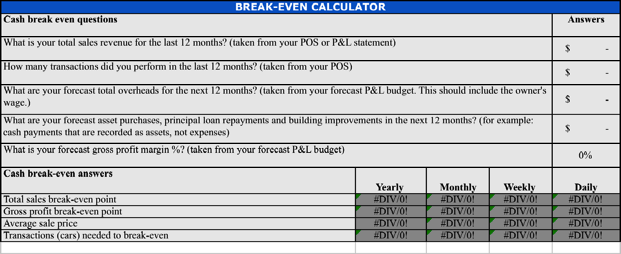 BREAK-EVEN CALCULATOR
Cash break even questions Answers
What is your total sales revenue for the last 12 months? (taken from your POS or P&L statement) $ -
How many transactions did you perform in the last 12 months? (taken from your POS) $ -
What are your forecast total overheads for the next 12 months? (taken from your forecast P&L budget. This should include the owner's
wage.) $ -
What are your forecast asset purchases, principal loan repayments and building improvements in the next 12 months? (for example:
cash payments that are recorded as assets, not expenses) $ -
What is your forecast gross profit margin %? (taken from your forecast P&L budget) 0%
Cash break-even answers
Yearly Monthly Weekly Daily
Total sales break-even point #DIV/0! #DIV/0! #DIV/0! #DIV/0!
Gross profit break-even point #DIV/0! #DIV/0! #DIV/0! #DIV/0!
Average sale price #DIV/0! #DIV/0! #DIV/0! #DIV/0!
Transactions (cars) needed to break-even #DIV/0! #DIV/0! #DIV/0! #DIV/0!